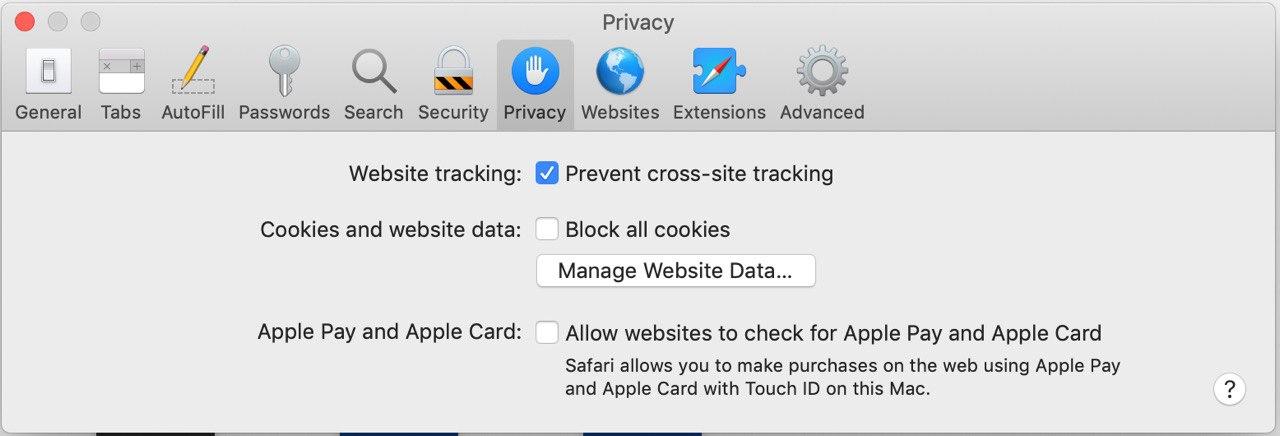 Privacy
General Tabs AutoFill Passwords Search Security Privacy Websites Extensions Advanced
Website tracking: Prevent cross-site tracking
Cookies and website data: Block all cookies
Manage Website Data...
Apple Pay and Apple Card: Allow websites to check for Apple Pay and Apple Card
Safari allows you to make purchases on the web using Apple Pay
and Apple Card with Touch ID on this Mac.
?